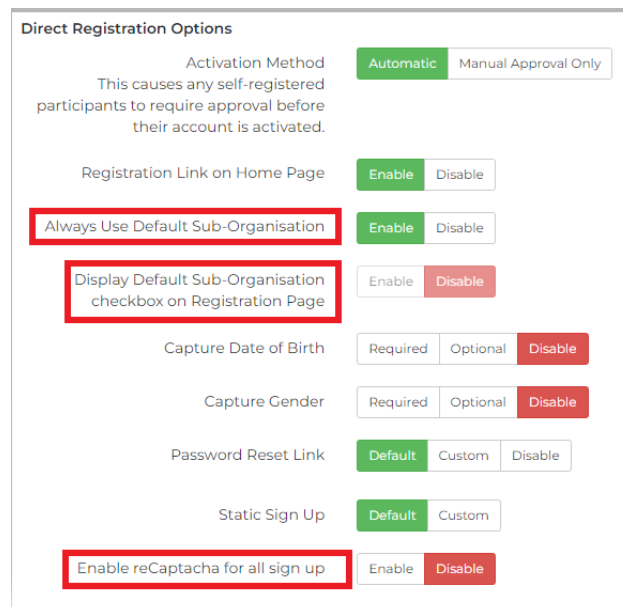 Direct Registration Options
Activation Method
This causes any self-registered
participants to require approval before
their account is activated.
Automatic Manual Approval Only
Registration Link on Home Page
Enable Disable
Always Use Default Sub-Organisation
Enable Disable
Display Default Sub-Organisation
checkbox on Registration Page
Enable Disable
Capture Date of Birth
Required Optional Disable
Capture Gender
Required Optional Disable
Password Reset Link
Default Custom Disable
Static Sign Up
Default Custom
Enable reCaptacha for all sign up
Enable Disable